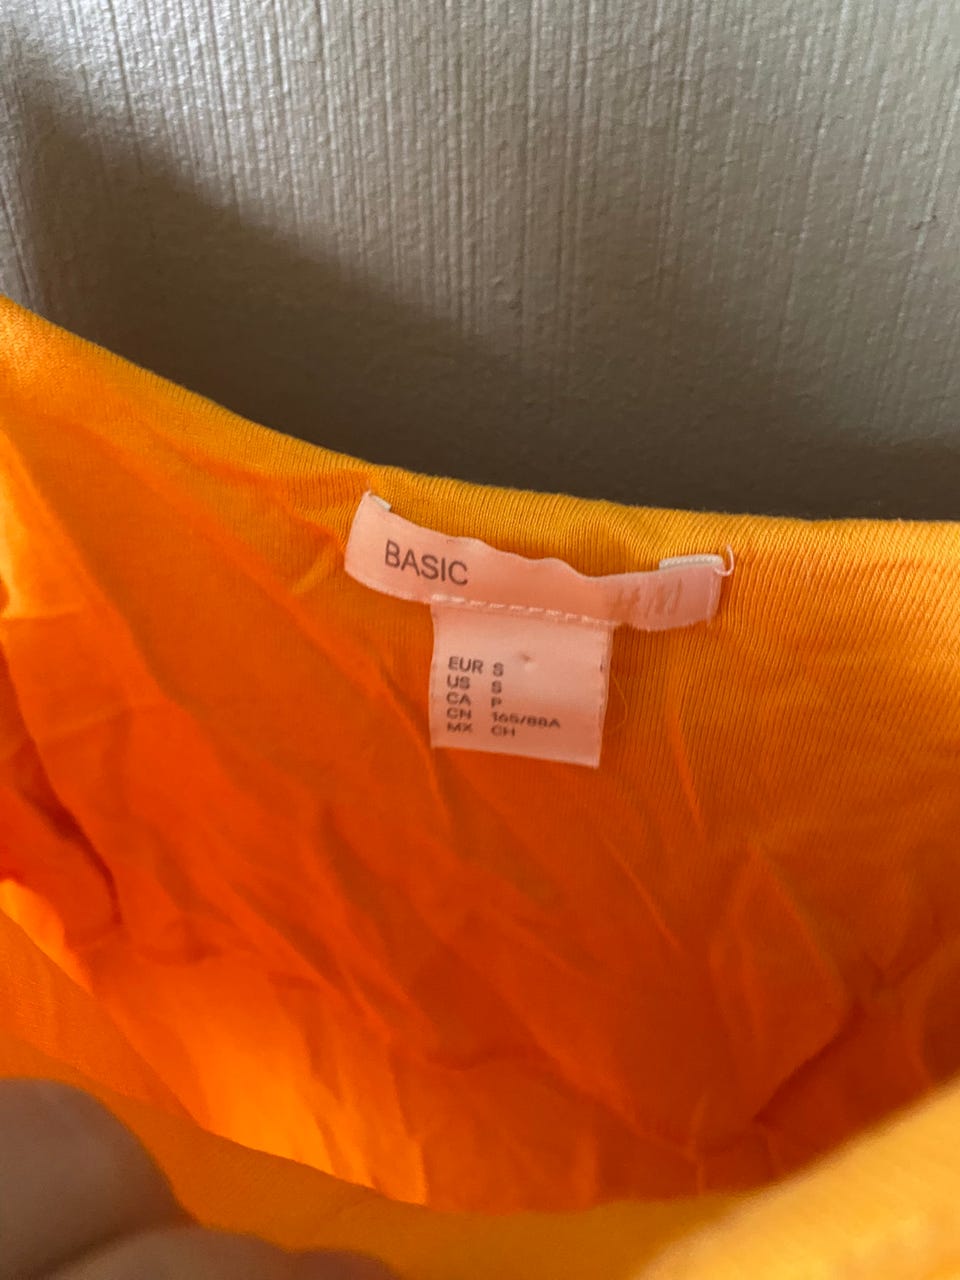 BASIC
EUR S
US S
CA P
CN 165/88A
MX CH